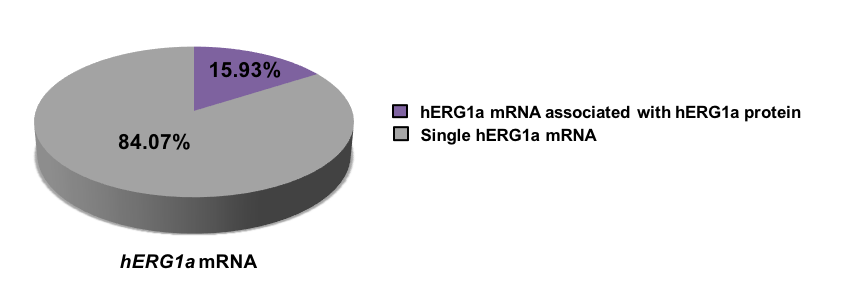 15.93%
84.07%
hERG1a mRNA associated with hERG1a protein
Single hERG1a mRNA
hERG1a mRNA